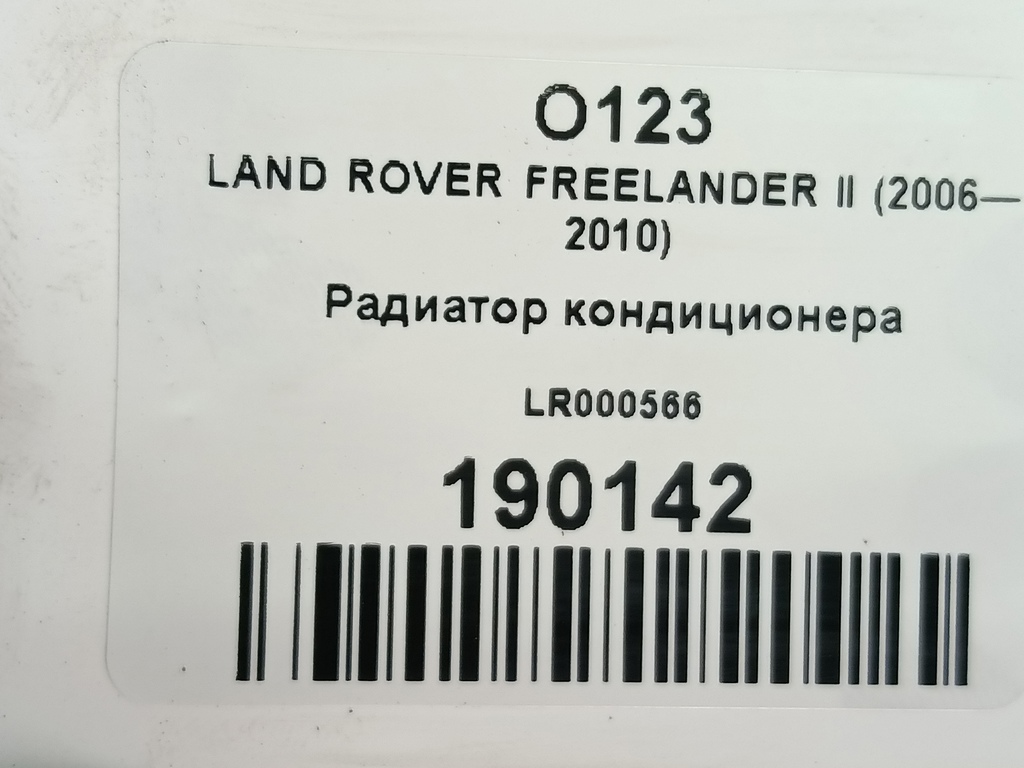 O123
LAND ROVER FREELANDER II (2006—
2010)
Радиатор кондиционера
LR000566
190142